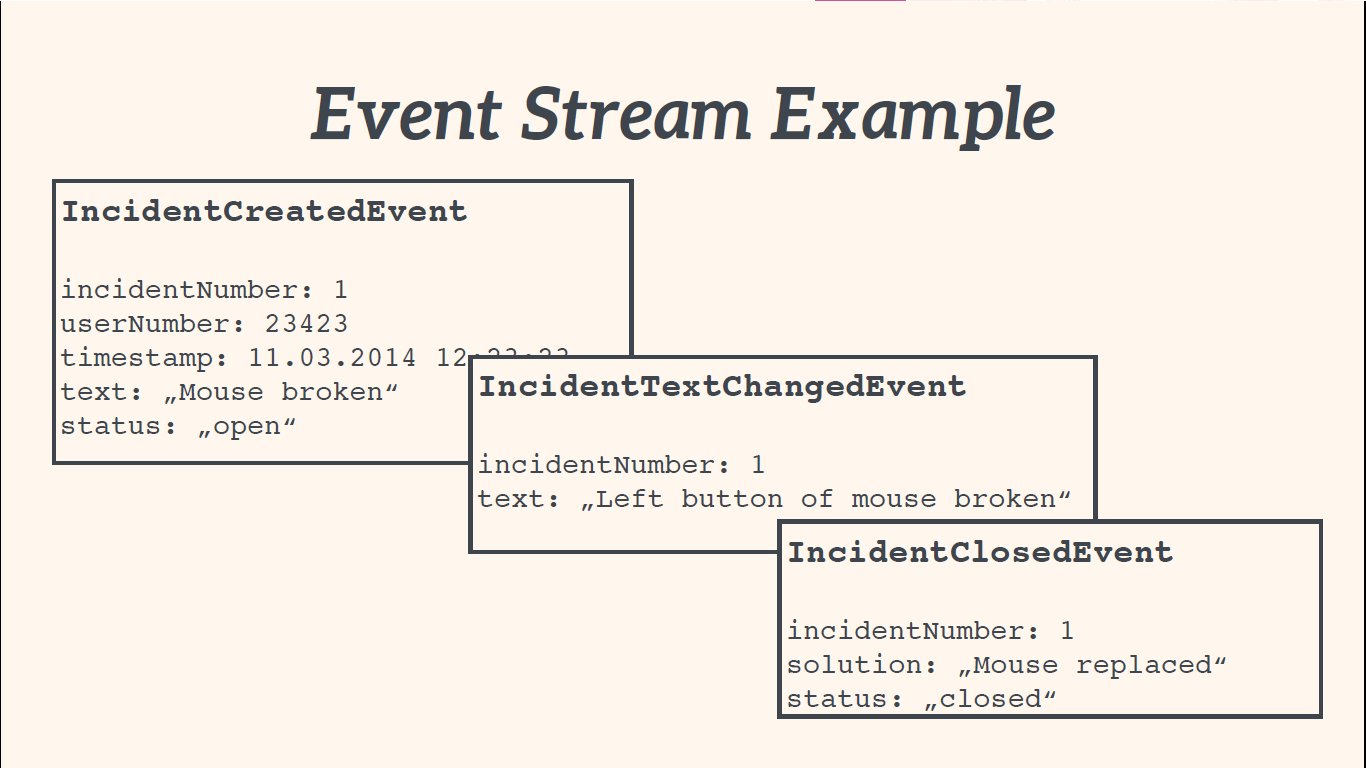 Event Stream Example
IncidentCreatedEvent
incidentNumber: 1
userNumber: 23423
timestamp: 11.03.2014
text: „Mouse broken“
status: „open“
IncidentTextChangedEvent
incidentNumber: 1
text: „Left button of mouse broken“
IncidentClosedEvent
incidentNumber: 1
solution: „Mouse replaced“
status: „closed“